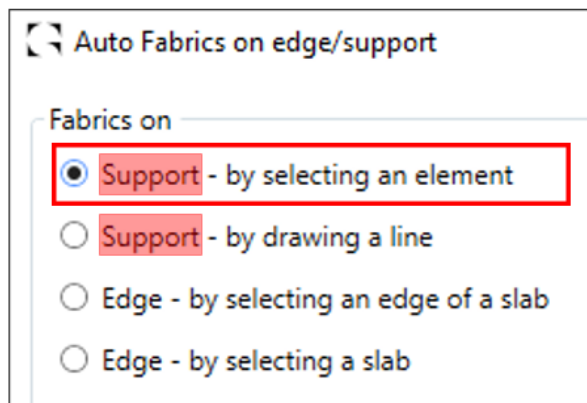 Auto Fabrics on edge/support
Fabrics on
Support - by selecting an element
Support - by drawing a line
Edge - by selecting an edge of a slab
Edge - by selecting a slab